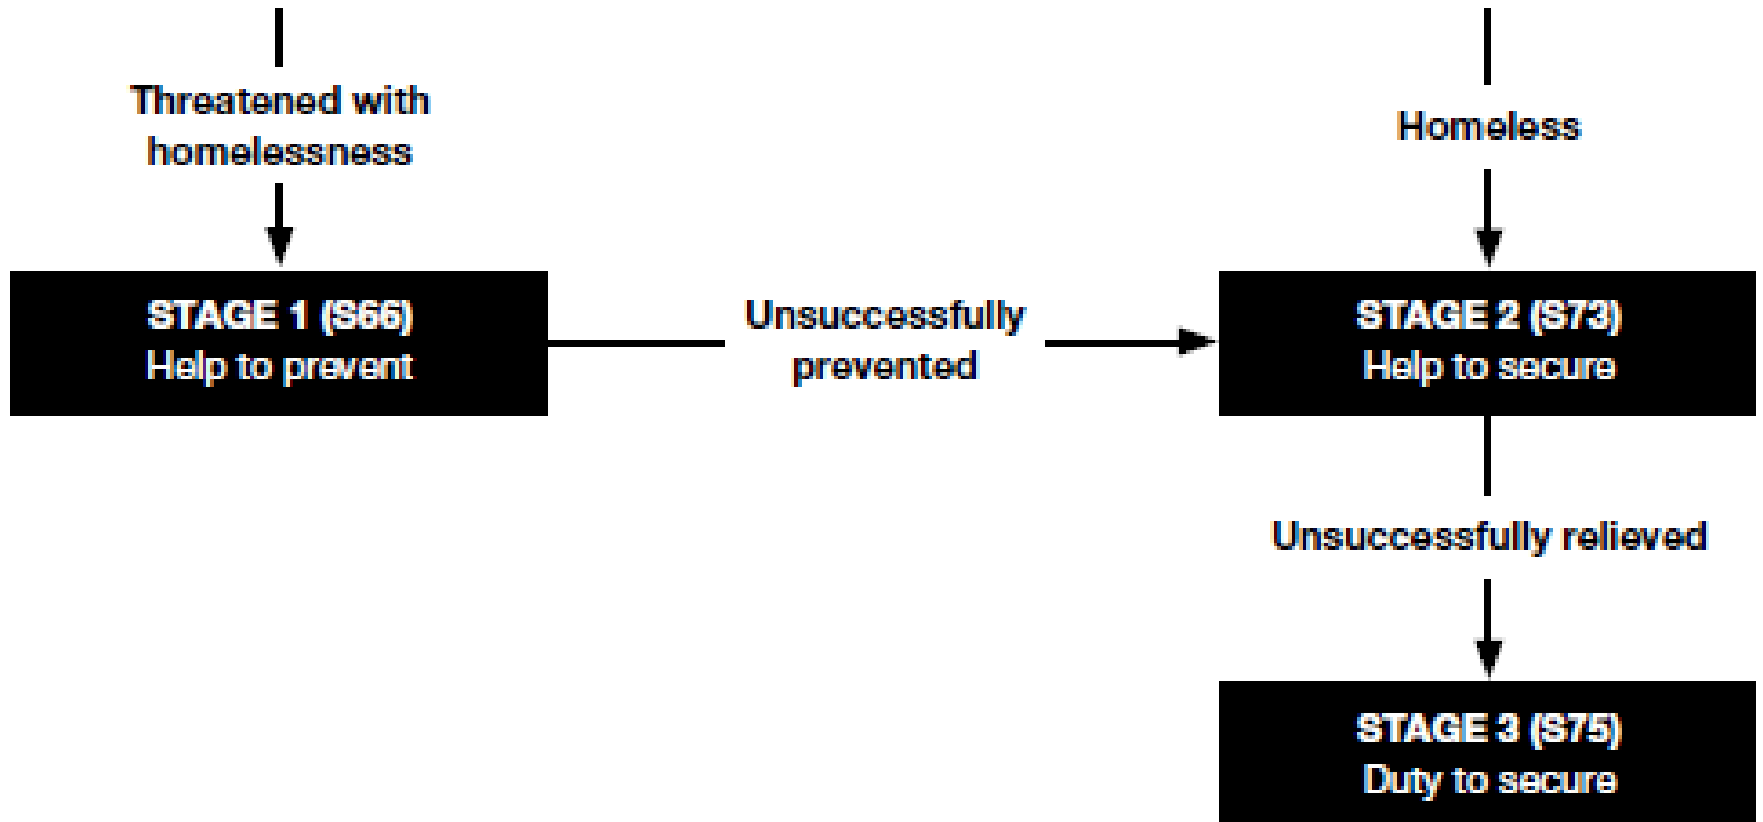 Threatened with
homelessness
Homeless
STAGE 1 (S66)
Help to prevent
Unsuccessfully
prevented
STAGE 2 (S73)
Help to secure
Unsuccessfully relieved
STAGE 3 (S75)
Duty to secure